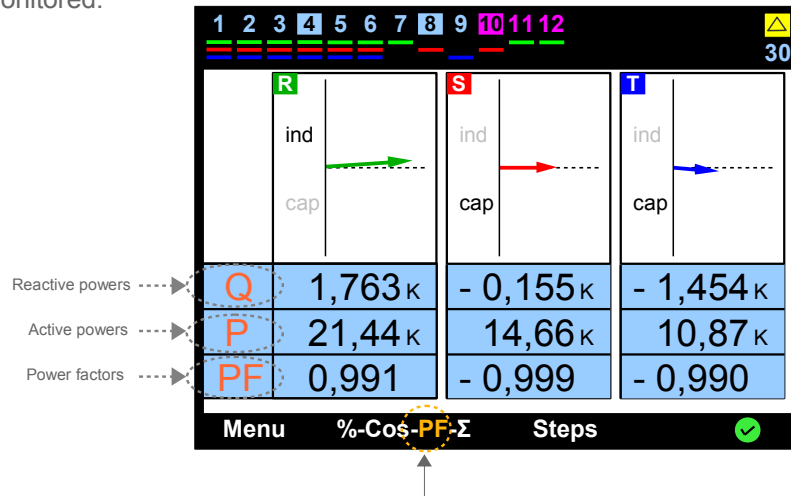 onitored.
1 2 3 4 5 6 7 8 9 10 11 12
30
R S T
ind ind ind
cap cap cap
Reactive powers Q 1,763 K - 0,155 K - 1,454 K
Active powers P 21,44 K 14,66 K 10,87 K
Power factors PF 0,991 - 0,999 - 0,990
Menu %-Cos-PF-Σ Steps